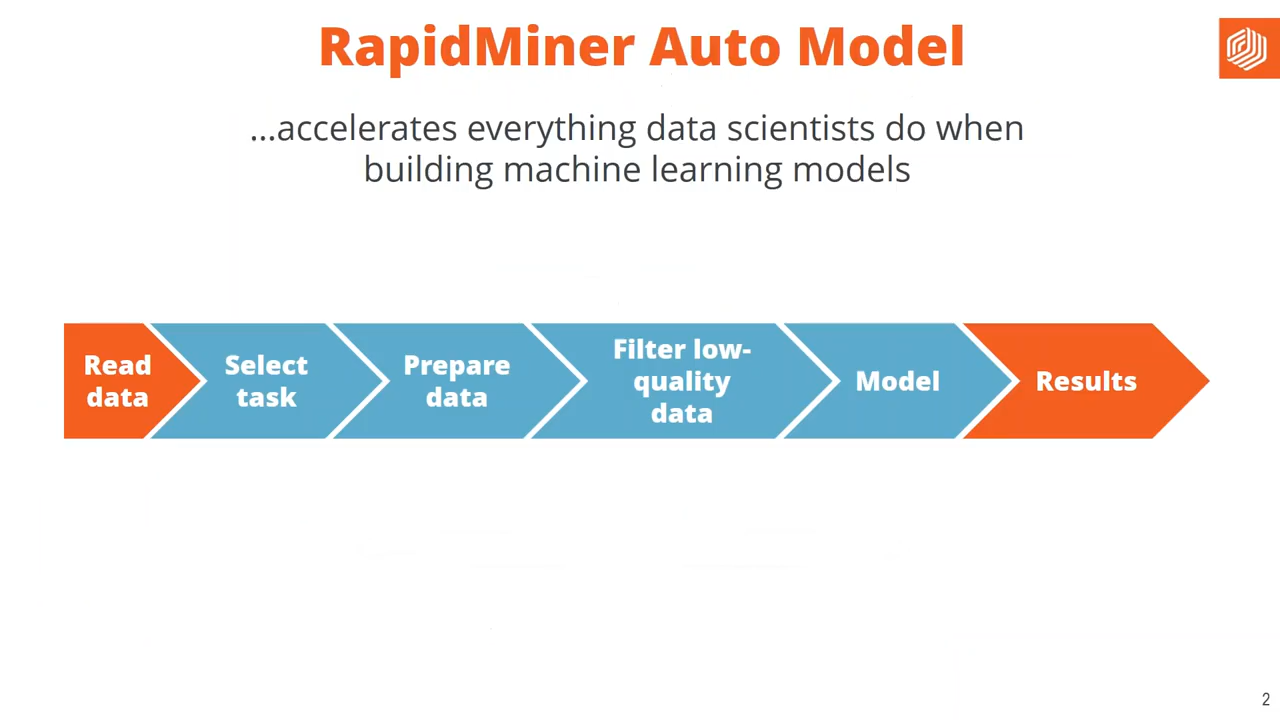 RapidMiner Auto Model
...accelerates everything data scientists do when
building machine learning models
Read
data
Select
task
Prepare
data
Filter low-
quality
data
Model
Results
2